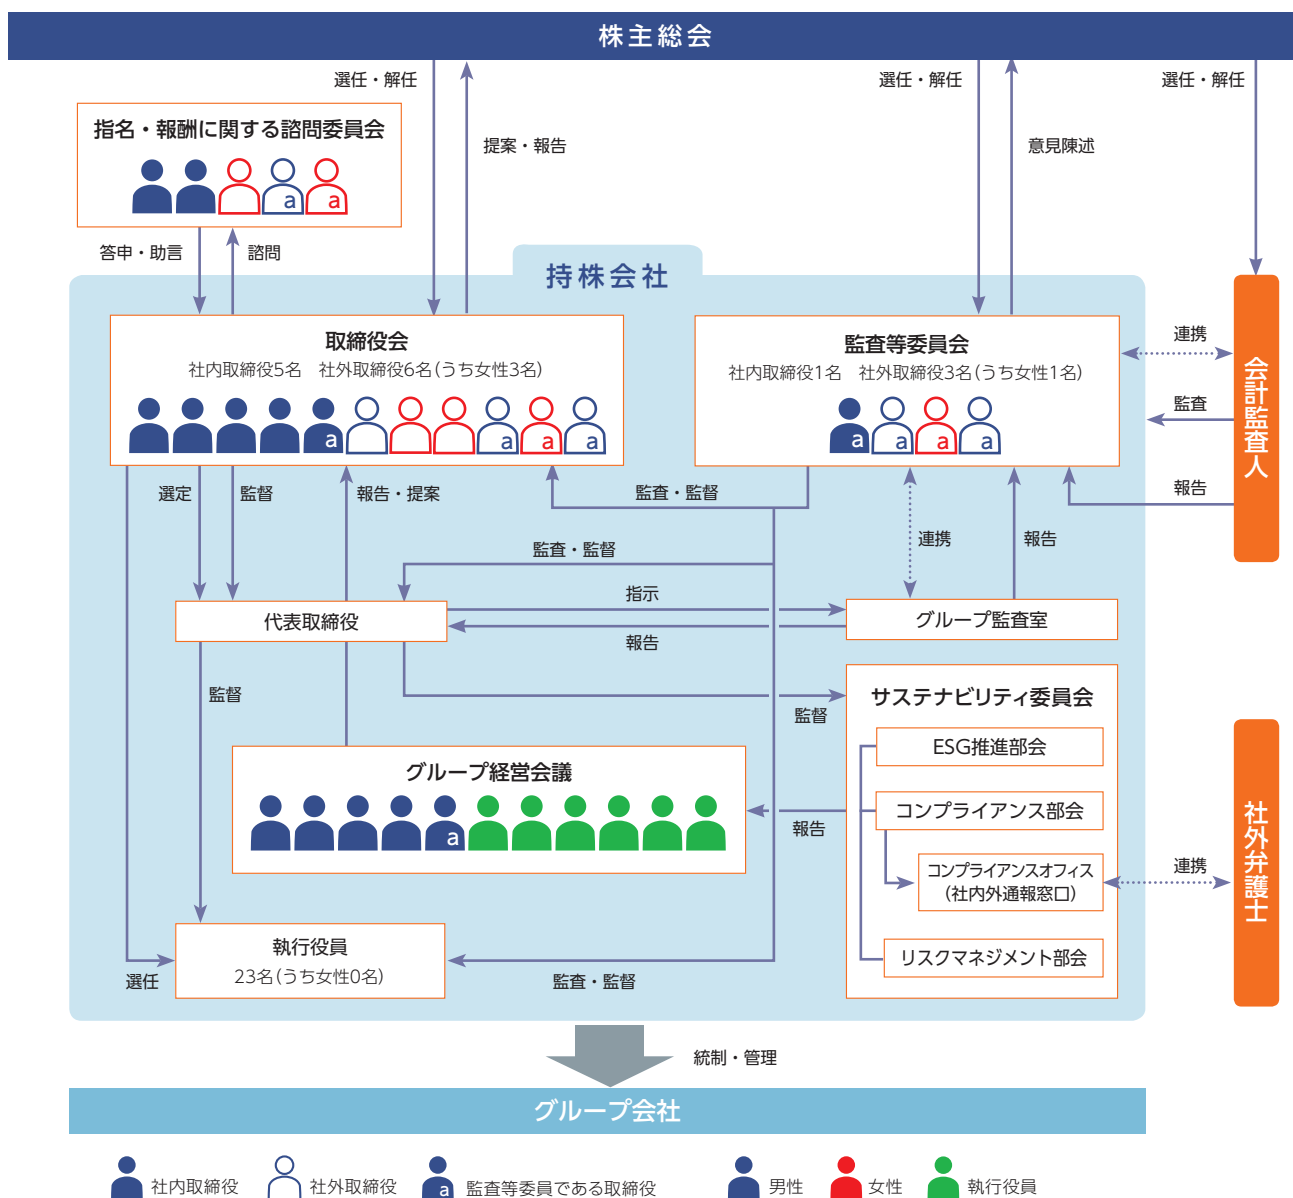 株主総会
選任・解任
選任・解任
選任・解任
指名・報酬に関する諮問委員会
a
a
提案・報告
意見陳述
答申・助言
諮問
持株会社
取締役会
社内取締役5名　社外取締役6名(うち女性3名)
a
a
a
a
監査等委員会
社内取締役1名　社外取締役3名(うち女性1名)
a
a
a
a
連携
監査
報告
会計監査人
選定
監督
報告・提案
監査・監督
監査・監督
連携
報告
代表取締役
指示
報告
グループ監査室
監督
監督
サステナビリティ委員会
ESG推進部会
コンプライアンス部会
コンプライアンスオフィス
(社内外通報窓口)
リスクマネジメント部会
グループ経営会議
a
報告
連携
社外弁護士
執行役員
23名(うち女性0名)
選任
監査・監督
統制・管理
グループ会社
社内取締役
社外取締役
a
監査等委員である取締役
男性
女性
執行役員